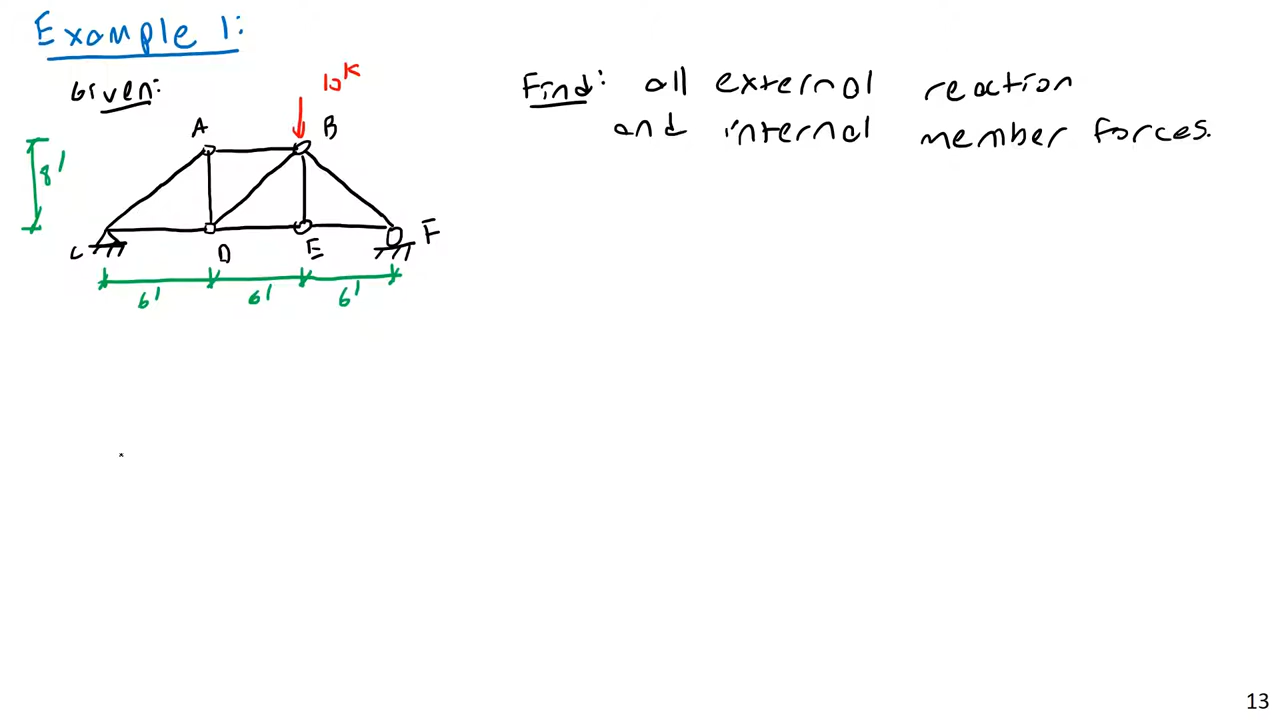 Example 1:
Given:
10K
A
B
8'
C
D
E
F
6'
6'
6'
Find: all external reaction
and internal member forces.
13